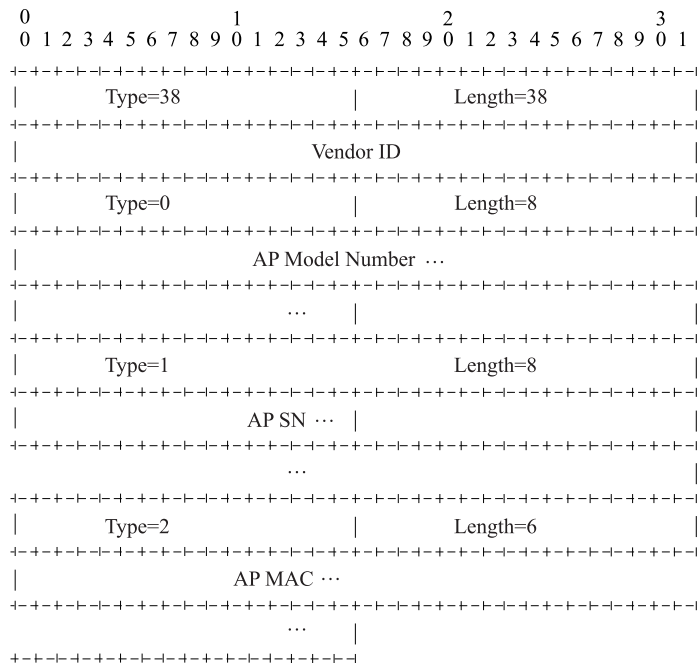 0 1 2 3
0 1 2 3 4 5 6 7 8 9 0 1 2 3 4 5 6 7 8 9 0 1 2 3 4 5 6 7 8 9 0 1
+-+-+-+-+-+-+-+-+-+-+-+-+-+-+-+-+-+-+-+-+-+-+-+-+-+-+-+-+-+-+-+-+
| Type=38 | Length=38 |
+-+-+-+-+-+-+-+-+-+-+-+-+-+-+-+-+-+-+-+-+-+-+-+-+-+-+-+-+-+-+-+-+
| Vendor ID |
+-+-+-+-+-+-+-+-+-+-+-+-+-+-+-+-+-+-+-+-+-+-+-+-+-+-+-+-+-+-+-+-+
| Type=0 | Length=8 |
+-+-+-+-+-+-+-+-+-+-+-+-+-+-+-+-+-+-+-+-+-+-+-+-+-+-+-+-+-+-+-+-+
| AP Model Number ⋯
+-+-+-+-+-+-+-+-+-+-+-+-+-+-+-+-+-+-+-+-+-+-+-+-+-+-+-+-+-+-+-+-+
| ⋯ |
+-+-+-+-+-+-+-+-+-+-+-+-+-+-+-+-+-+-+-+-+-+-+-+-+-+-+-+-+-+-+-+-+
| Type=1 Length=8 |
+-+-+-+-+-+-+-+-+-+-+-+-+-+-+-+-+-+-+-+-+-+-+-+-+-+-+-+-+-+-+-+-+
| AP SN ⋯ | |
+-+-+-+-+-+-+-+-+-+-+-+-+-+-+-+-+-+-+-+-+-+-+-+-+-+-+-+-+-+-+-+-+
⋯ |
+-+-+-+-+-+-+-+-+-+-+-+-+-+-+-+-+-+-+-+-+-+-+-+-+-+-+-+-+-+-+-+-+
| Type=2 | Length=6 |
+-+-+-+-+-+-+-+-+-+-+-+-+-+-+-+-+-+-+-+-+-+-+-+-+-+-+-+-+-+-+-+-+
| AP MAC ⋯
+-+-+-+-+-+-+-+-+-+-+-+-+-+-+-+-+-+-+-+-+-+-+-+-+-+-+-+-+-+-+-+-+
⋯ |
+-+-+-+-+-+-+-+-+-+-+-+-+-+-+-+-+